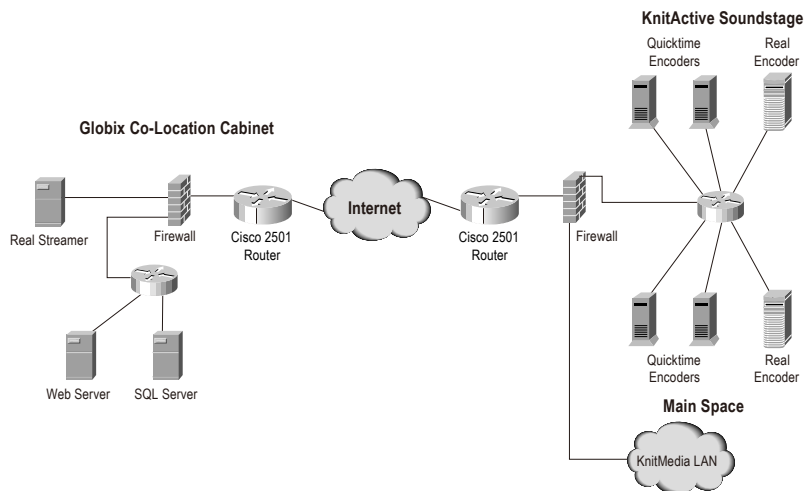 KnitActive Soundstage
Quicktime
Encoders
Real
Encoder
Globix Co-Location Cabinet
Real Streamer
Firewall
Cisco 2501
Router
Internet
Cisco 2501
Router
Firewall
Web Server
SQL Server
Quicktime
Encoders
Real
Encoder
Main Space
KnitMedia LAN